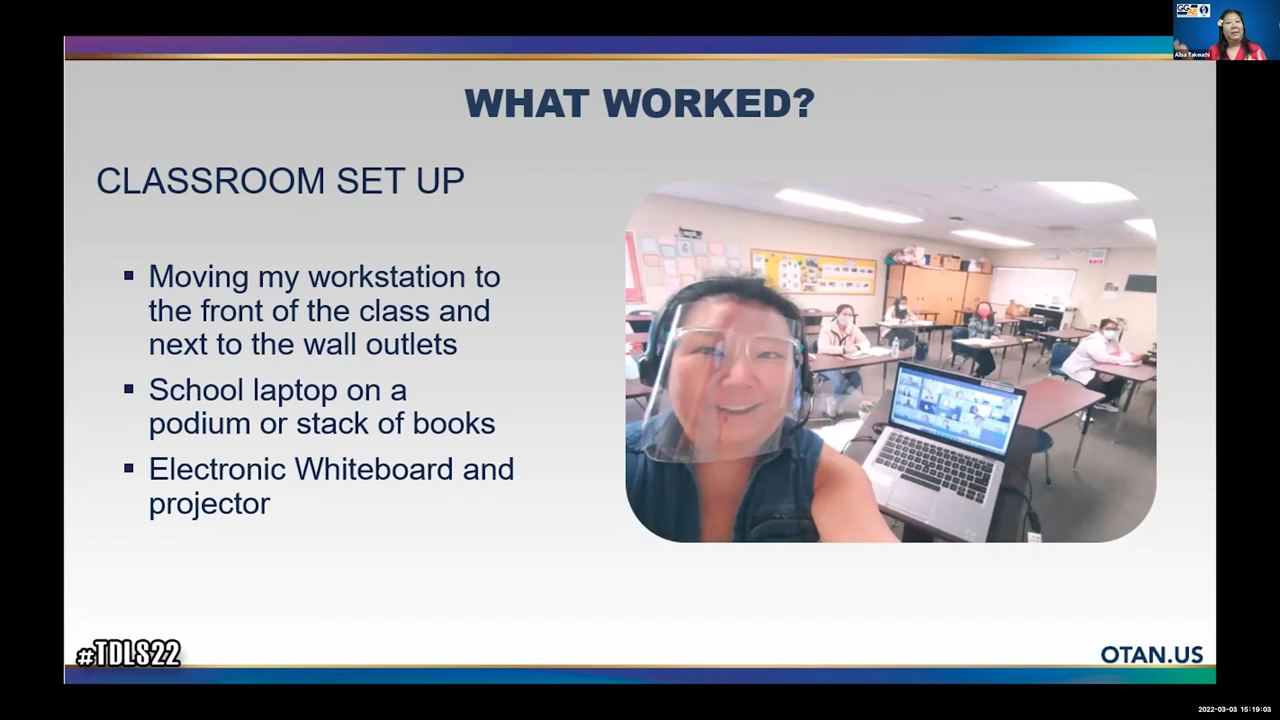 Alisa Takeuchi
WHAT WORKED?
CLASSROOM SET UP
▪ Moving my workstation to
the front of the class and
next to the wall outlets
▪ School laptop on a
podium or stack of books
▪ Electronic Whiteboard and
projector
#TDLS22
OTAN.US
2022-03-03 15:19:03